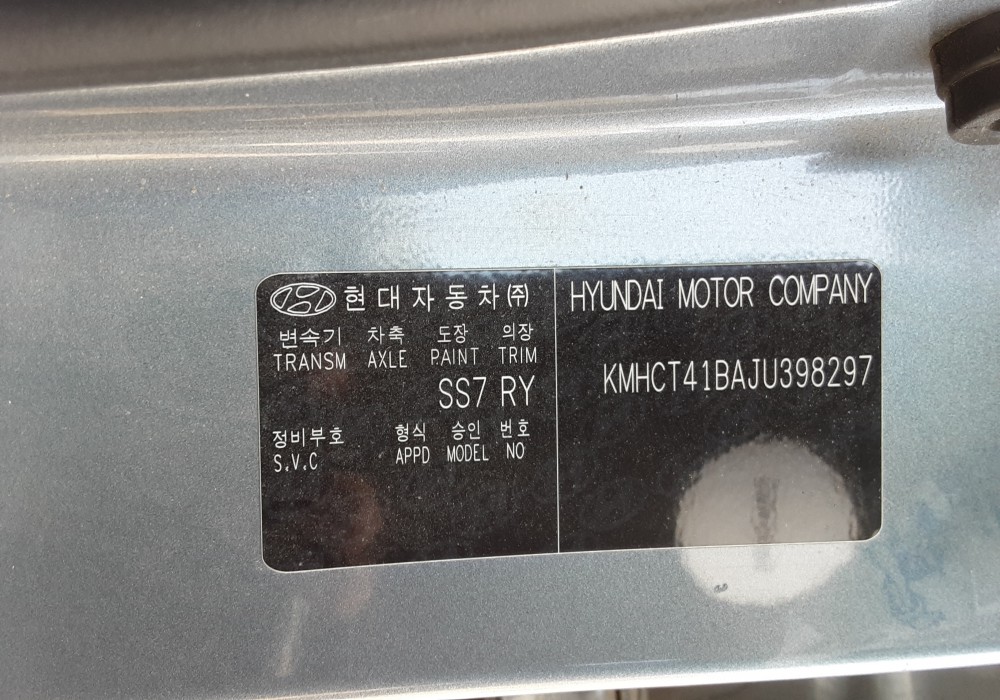 현대자동차㈜
변속기 차축 도장 의장
TRANSM AXLE PAINT TRIM
SS7 RY
정비부호 형식 승인 번호
S.V.C APPD MODEL NO
HYUNDAI MOTOR COMPANY
KMHCT41BAJU398297